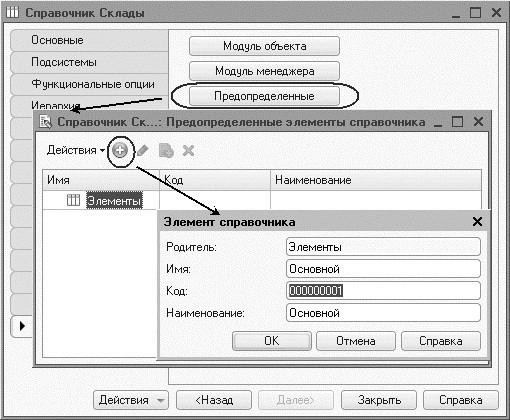 Справочник Склады
Основные
Подсистемы
Функциональные опции
Иерархия
Модуль объекта
Модуль менеджера
Предопределенные
Справочник Ск...: Предопределенные элементы справочника
Действия
Имя Код Наименование
Элементы
Элемент справочника
Родитель: Элементы
Имя: Основной
Код: 000000001
Наименование: Основной
OK Отмена Справка
Действия <Назад Далее> Закрыть Справка